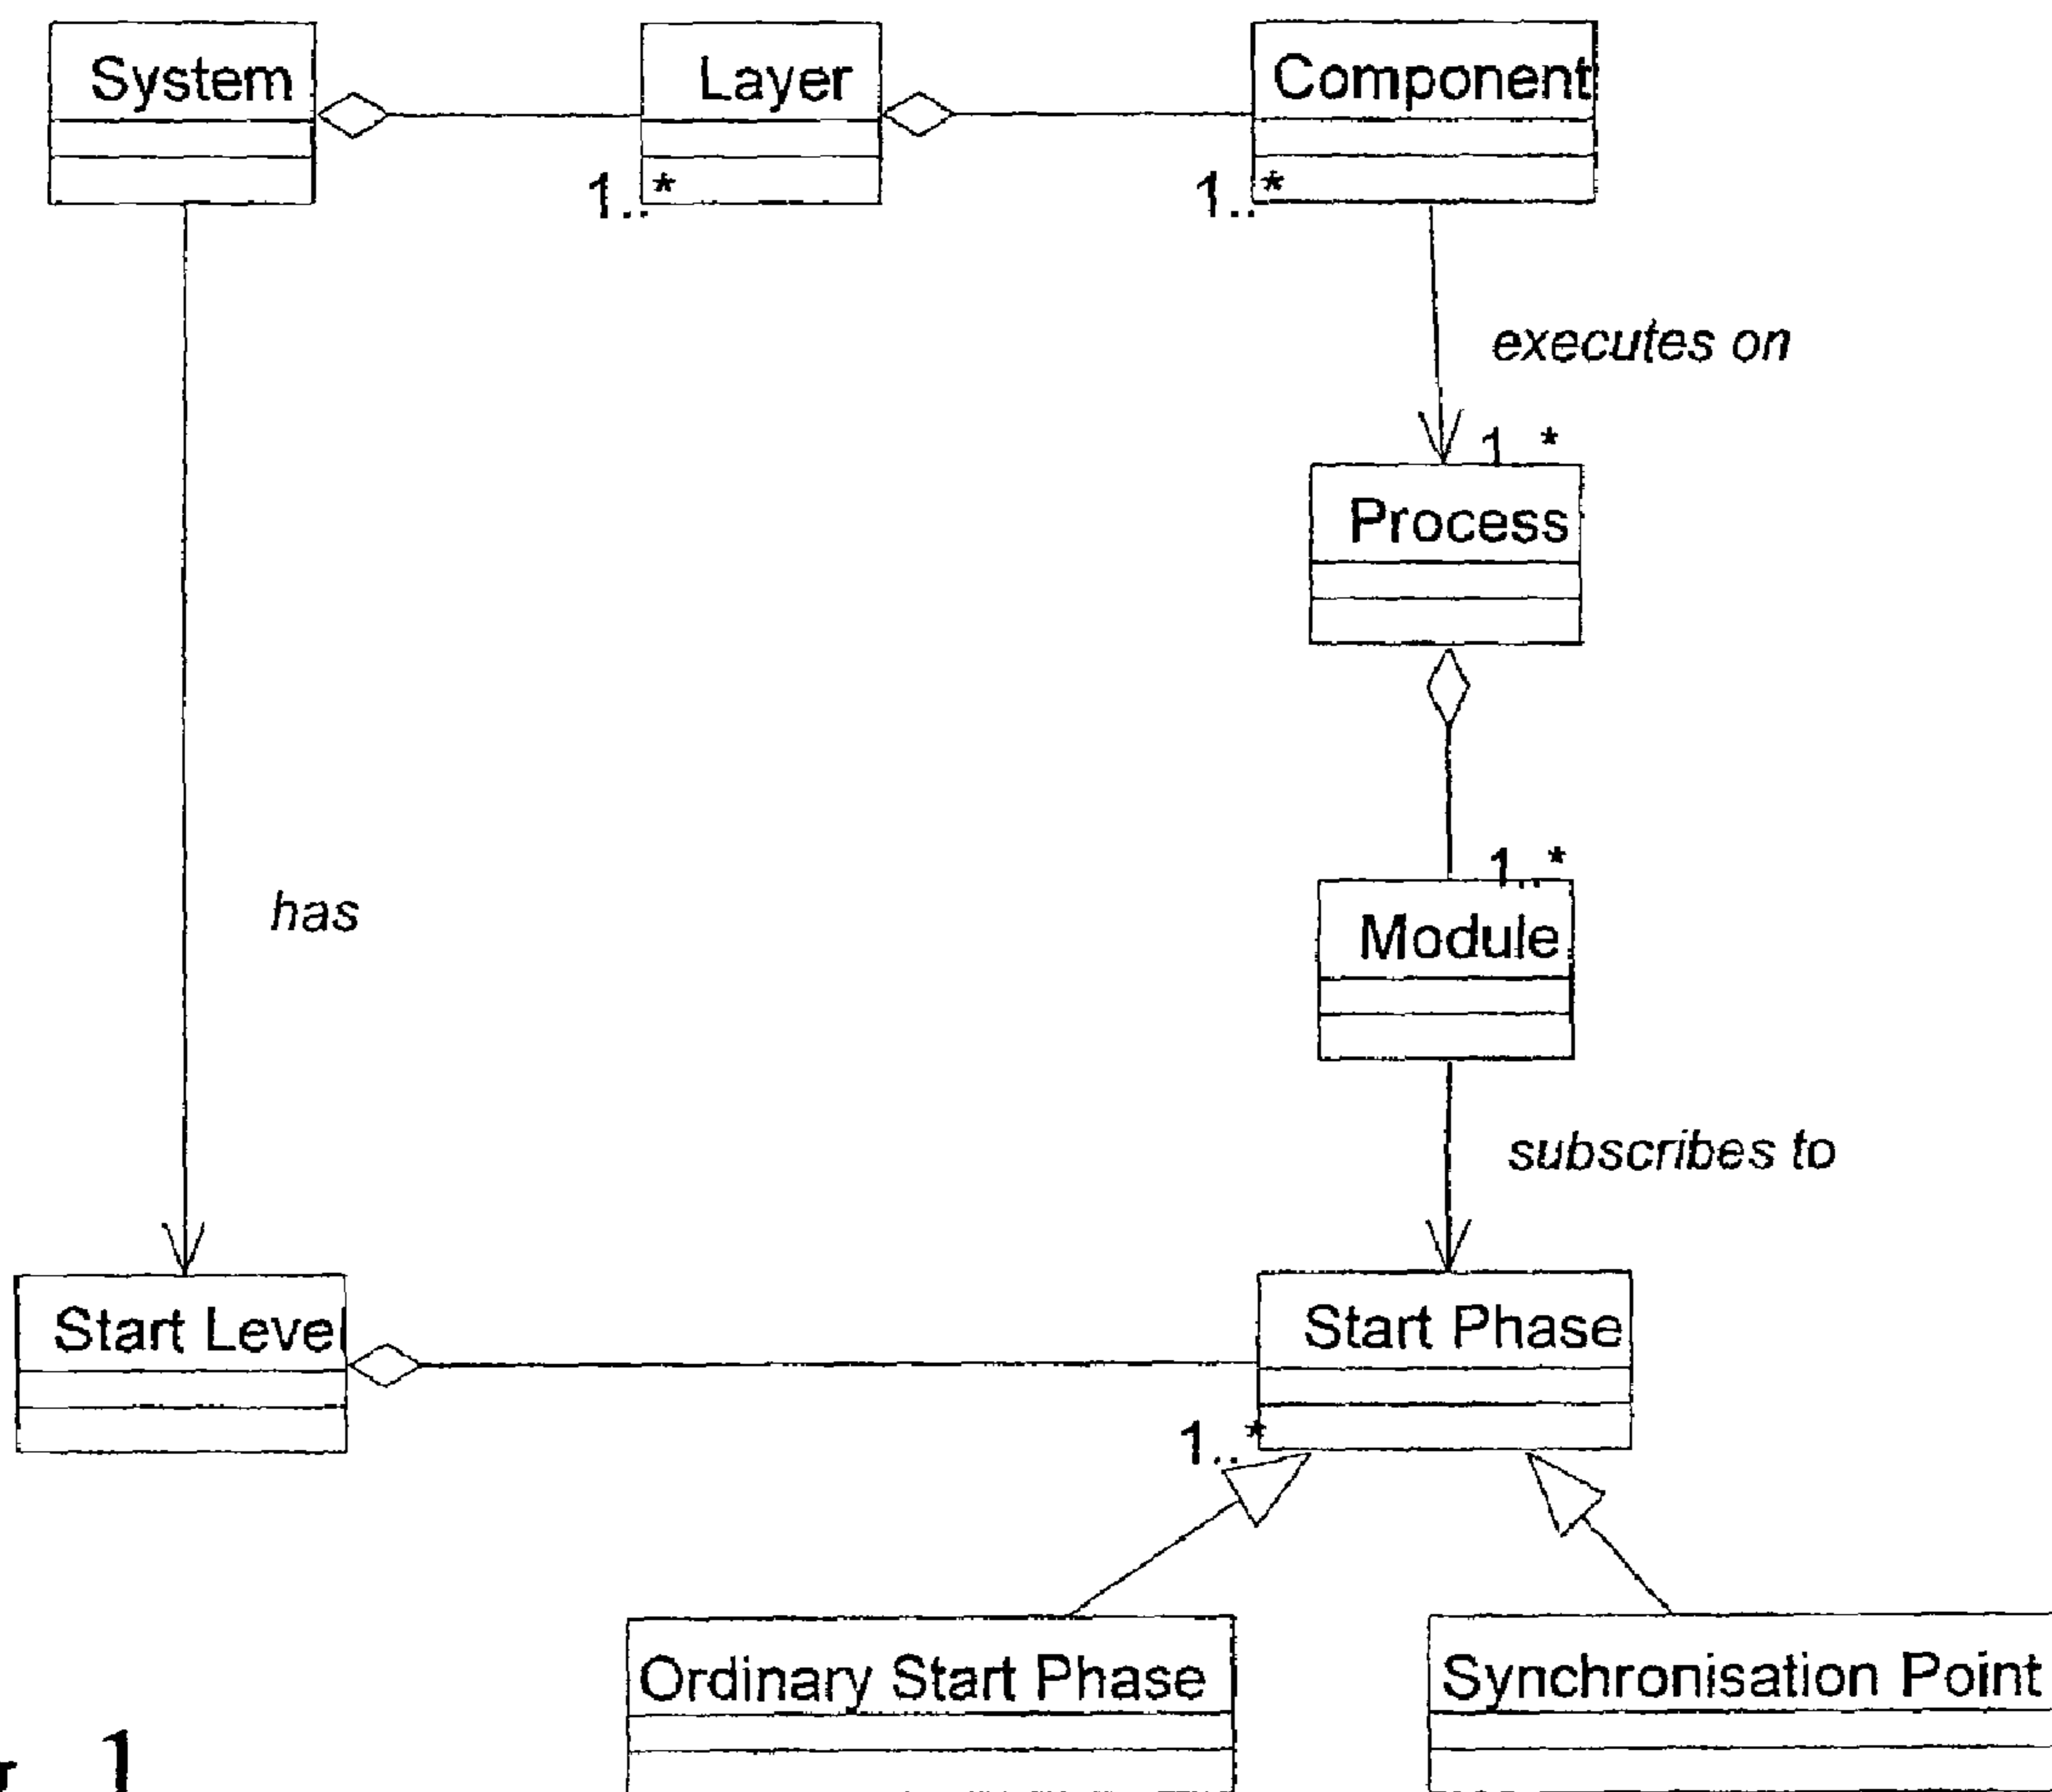 System
Layer
Component
1..*
1..*
executes on
1 *
Process
1..*
Module
has
subscribes to
Start Level
Start Phase
1..*
Ordinary Start Phase
Synchronisation Point
1